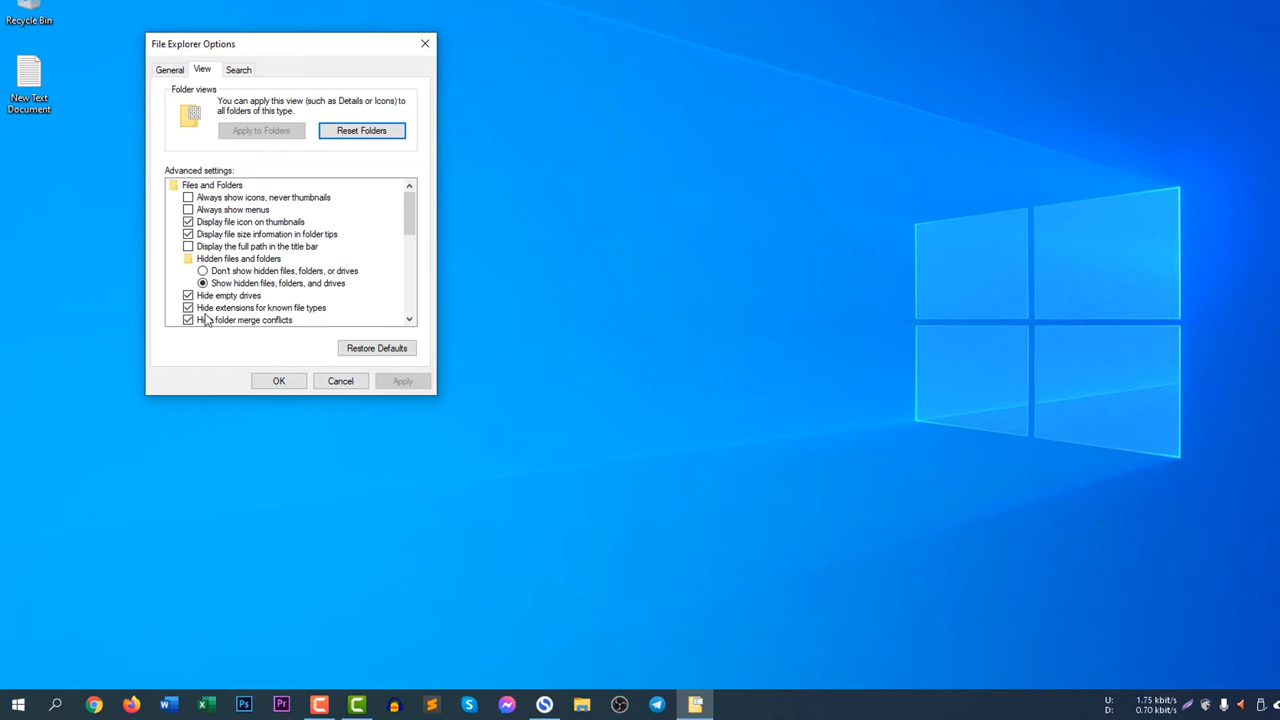 Recycle Bin
New Text
Document
File Explorer Options
General View Search
Folder views
You can apply this view (such as Details or Icons) to
all folders of this type.
Apply to Folders Reset Folders
Advanced settings:
Files and Folders
Always show icons, never thumbnails
Always show menus
Display file icon on thumbnails
Display file size information in folder tips
Display the full path in the title bar
Hidden files and folders
Don't show hidden files, folders, or drives
Show hidden files, folders, and drives
Hide empty drives
Hide extensions for known file types
Hide folder merge conflicts
Restore Defaults
OK Cancel Apply
U: 1.75 kbit/s
D: 0.70 kbit/s